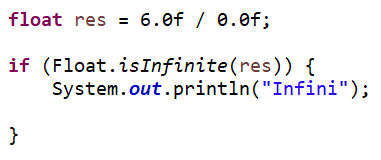 float res = 6.0f / 0.0f;
if (Float.isInfinite(res)) {
    System.out.println("Infini");
}